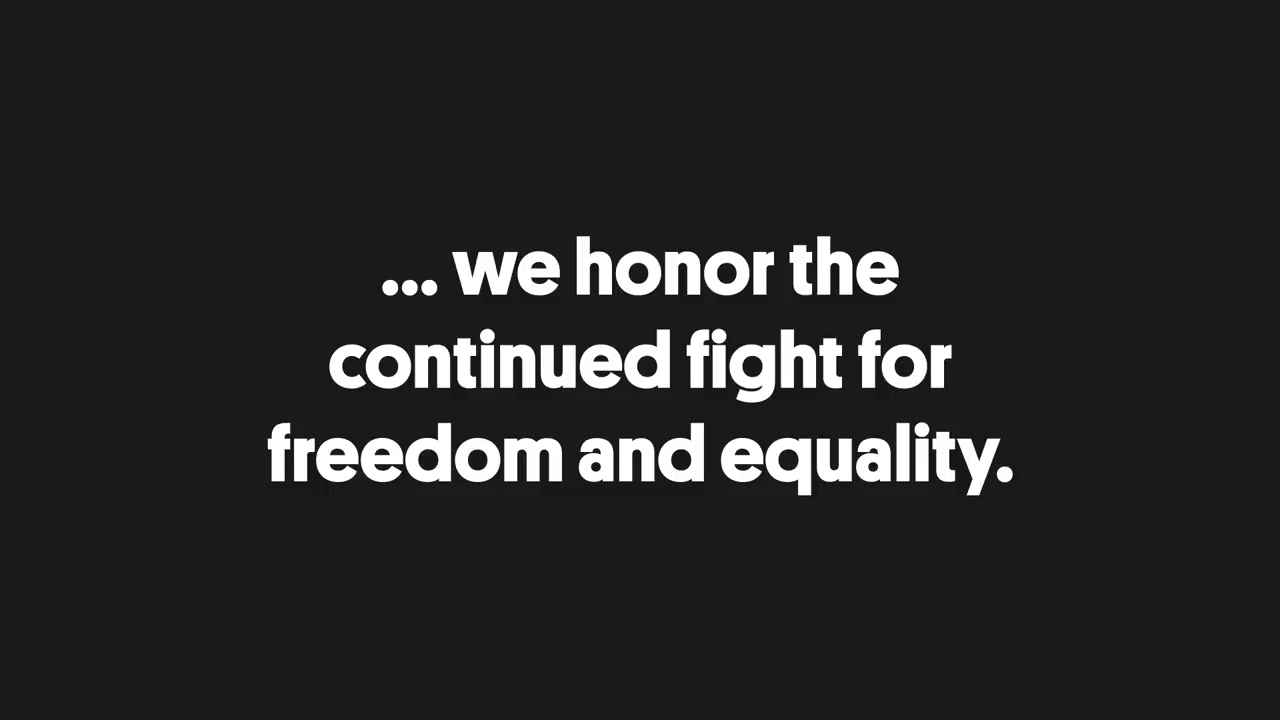 ... we honor the
continued fight for
freedom and equality.